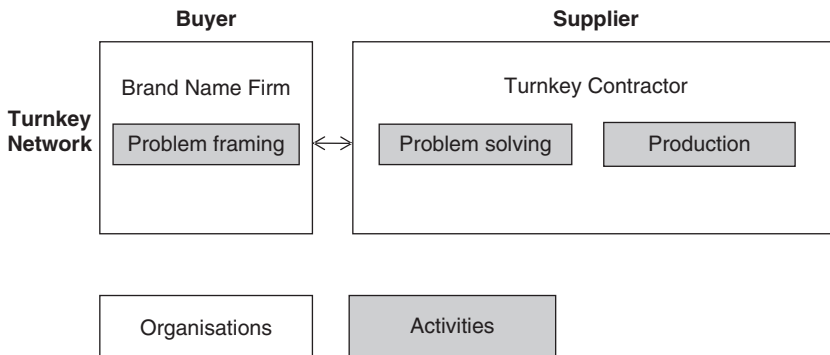 Buyer
Supplier
Brand Name Firm
Turnkey Contractor
Turnkey
Network
Problem framing
Problem solving
Production
Organisations
Activities